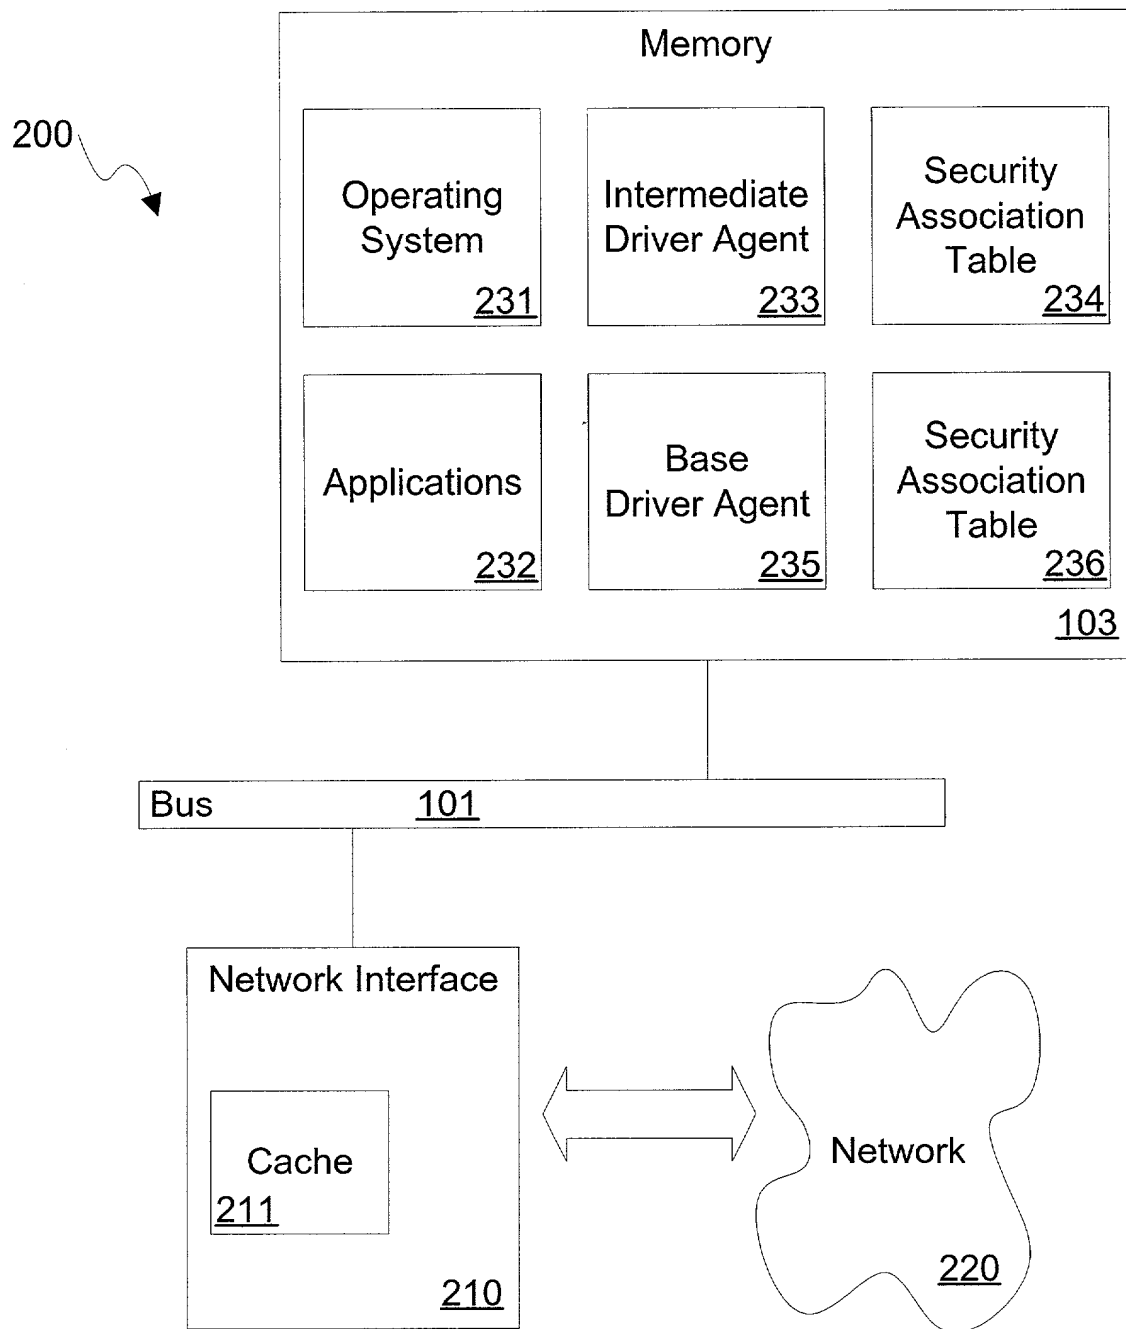 Memory
200
Operating
System
231
Intermediate
Driver Agent
233
Security
Association
Table
234
Applications
232
Base
Driver Agent
235
Security
Association
Table
236
103
Bus 101
Network Interface
Cache
211
210
Network
220